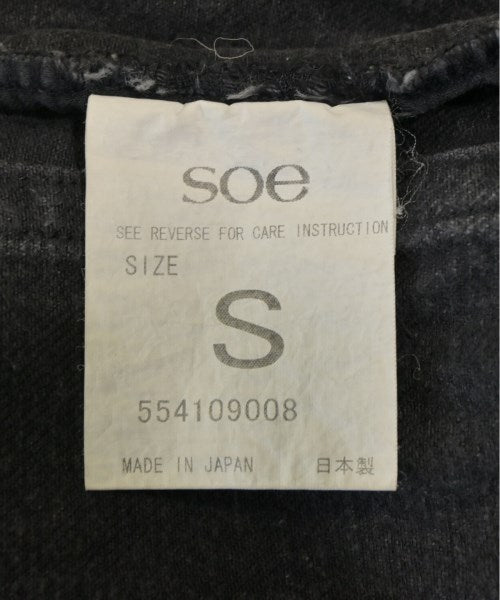 soe
SEE REVERSE FOR CARE INSTRUCTION
SIZE
S
554109008
MADE IN JAPAN 日本製